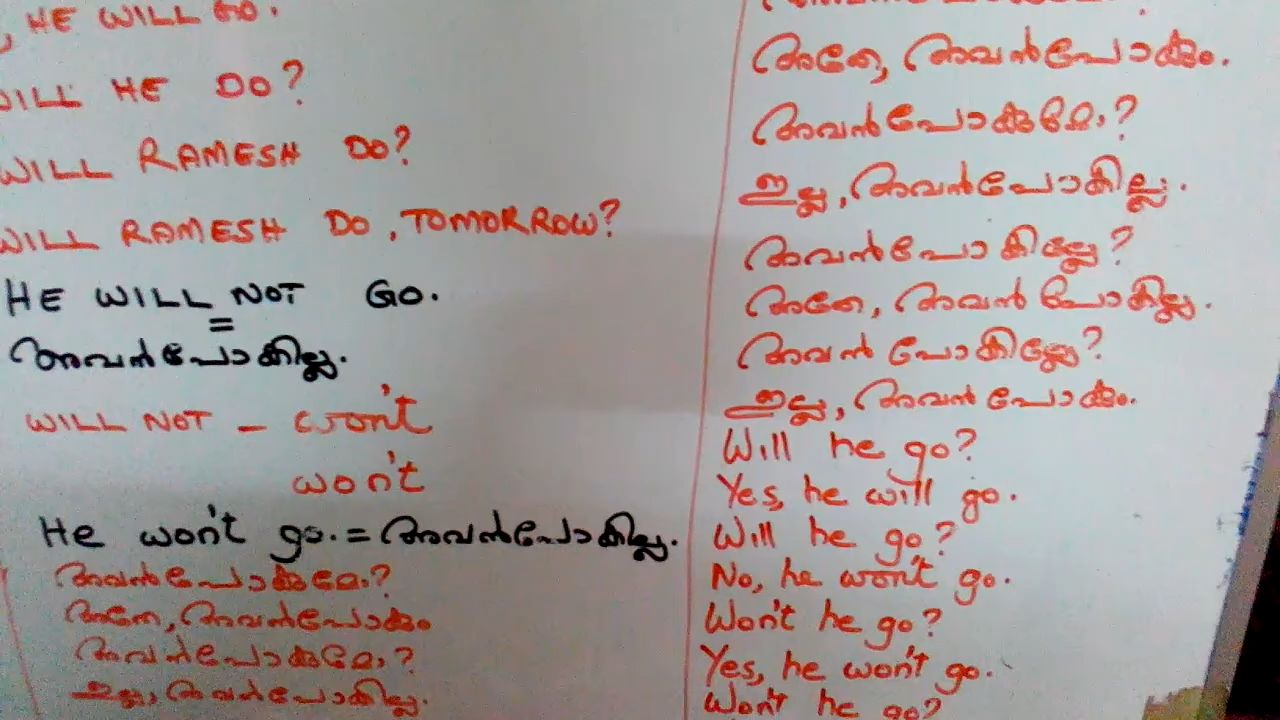 , HE WILL GO.
WILL HE DO?
WILL RAMESH DO?
WILL RAMESH DO, TOMORROW?
HE WILL NOT GO.
=
അവൻ പോകില്ല.
WILL NOT – won't
won't
He won't go. = അവൻ പോകില്ല.
അവൻ പോകുമോ?
അതേ, അവൻ പോകും
അവൻ പോകുമോ?
ഇല്ല, അവൻ പോകില്ല.
അതേ, അവൻ പോകും.
അവൻ പോകുമോ?
ഇല്ല, അവൻ പോകില്ല.
അവൻ പോകില്ലേ?
അതേ, അവൻ പോകില്ല.
അവൻ പോകില്ലേ?
ഇല്ല, അവൻ പോകും.
Will he go?
Yes, he will go.
Will he go?
No, he won't go.
Won't he go?
Yes, he won't go.
Won't he go?